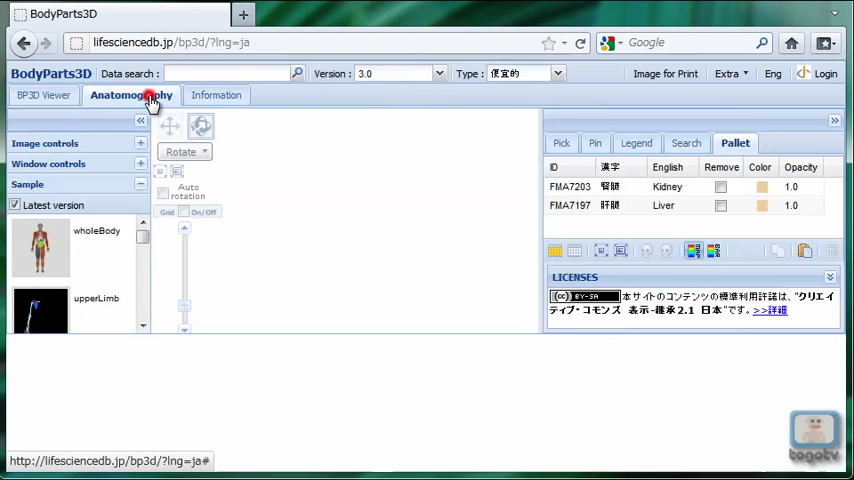 BodyParts3D
lifesciencedb.jp/bp3d/?lng=ja
Google
BodyParts3D Data search : Version : 3.0 Type : 便宜的 Image for Print Extra Eng Login
BP3D Viewer Anatomography Information
Image controls
Window controls
Sample
Latest version
wholeBody
upperLimb
Rotate
Auto
rotation
Grid On/Off
Pick Pin Legend Search Pallet
ID 漢字 English Remove Color Opacity
FMA7203 腎臓 Kidney 1.0
FMA7197 肝臓 Liver 1.0
LICENSES
cc BY-SA 本サイトのコンテンツの標準利用許諾は、"クリエイ
ティブ・コモンズ 表示-継承2.1 日本"です。 >>詳細
http://lifesciencedb.jp/bp3d/?lng=ja#
togotv